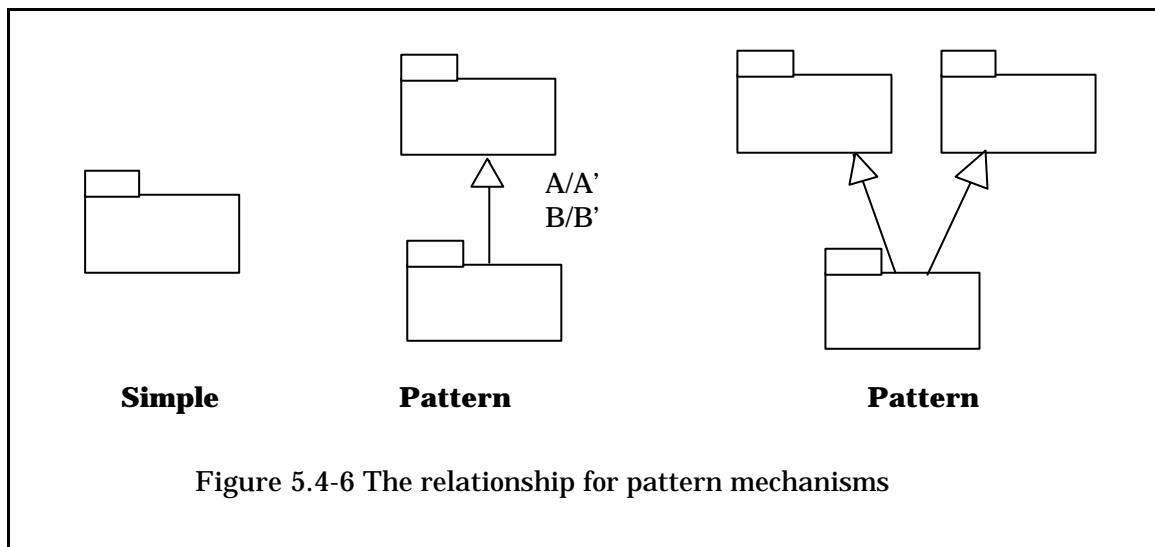 A/A’
B/B’
Simple
Pattern
Pattern
Figure 5.4-6 The relationship for pattern mechanisms